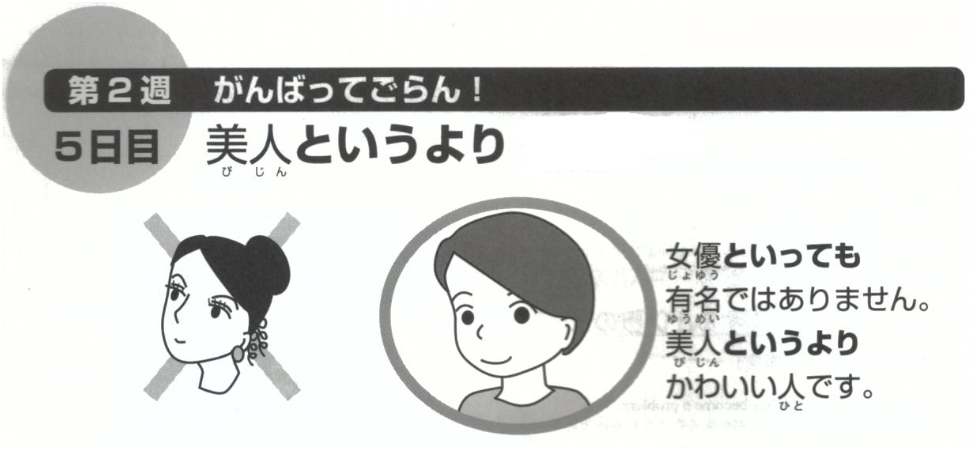 第2週 がんばってごらん！
5日目 美人というより
びじん
女優といっても
じょゆう
有名ではありません。
ゆうめい
美人というより
びじん
かわいい人です。
ひと